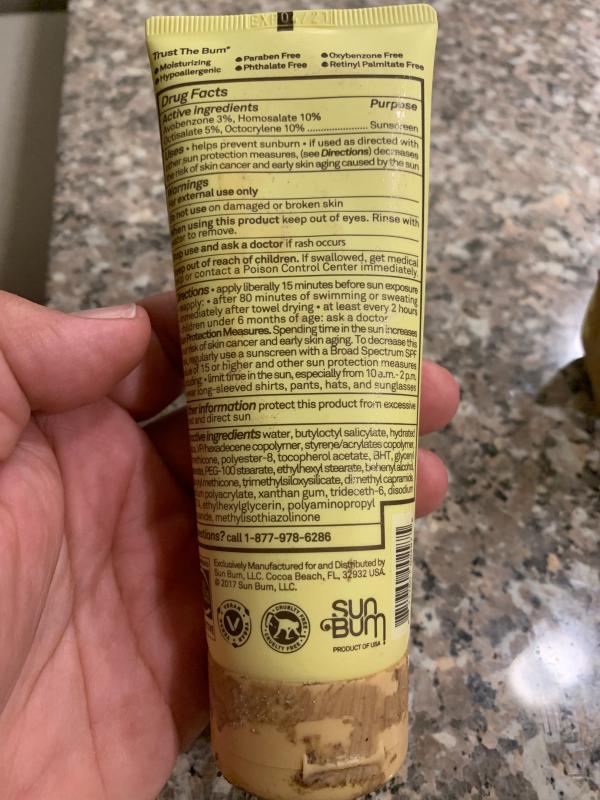 EXP 04/21
Trust The Bum®
Moisturizing
Hypoallergenic
Paraben Free
Phthalate Free
Oxybenzone Free
Retinyl Palmitate Free
Drug Facts
Active ingredients Purpose
Avobenzone 3%, Homosalate 10%
Octisalate 5%, Octocrylene 10% .................. Sunscreen
Uses • helps prevent sunburn • if used as directed with
other sun protection measures, (see Directions) decreases
the risk of skin cancer and early skin aging caused by the sun
Warnings
For external use only
Do not use on damaged or broken skin
When using this product keep out of eyes. Rinse with
water to remove.
Stop use and ask a doctor if rash occurs
Keep out of reach of children. If swallowed, get medical
or contact a Poison Control Center immediately.
Directions • apply liberally 15 minutes before sun exposure
reapply: • after 80 minutes of swimming or sweating
immediately after towel drying • at least every 2 hours
children under 6 months of age: ask a doctor
Sun Protection Measures. Spending time in the sun increases
risk of skin cancer and early skin aging. To decrease this
regularly use a sunscreen with a Broad Spectrum SPF
of 15 or higher and other sun protection measures
including • limit time in the sun, especially from 10 a.m.-2 p.m.
wear long-sleeved shirts, pants, hats, and sunglasses
Other information protect this product from excessive
and direct sun
Inactive ingredients water, butyloctyl salicylate, hydrated
VP/hexadecene copolymer, styrene/acrylates copolymer,
polyester-8, tocopherol acetate, BHT, glyceryl
PEG-100 stearate, ethylhexyl stearate, behenyl alcohol,
methicone, trimethylsiloxysilicate, dimethyl capramide,
polyacrylate, xanthan gum, trideceth-6, disodium
ethylhexylglycerin, polyaminopropyl
methylisothiazolinone
Questions? call 1-877-978-6286
Exclusively Manufactured for and Distributed by
Sun Bum, LLC. Cocoa Beach, FL, 32932 USA.
© 2017 Sun Bum, LLC.
VEGAN
CRUELTY FREE
CRUELTY FREE
SUN
BUM
PRODUCT OF USA